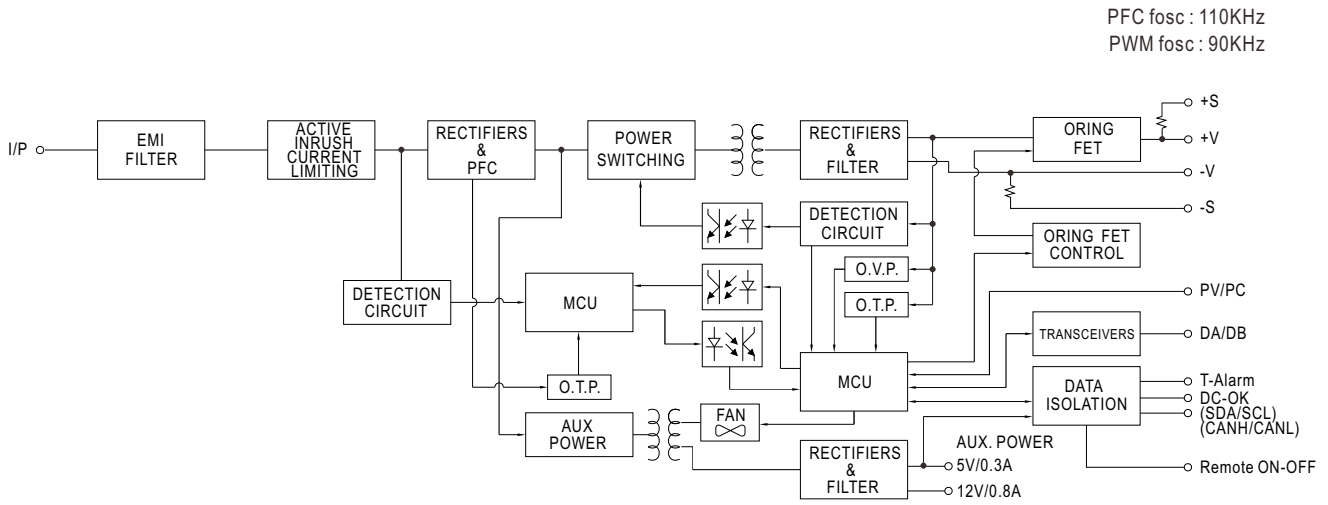 PFC fosc : 110KHz
PWM fosc : 90KHz
I/P
EMI
FILTER
ACTIVE
INRUSH
CURRENT
LIMITING
RECTIFIERS
&
PFC
POWER
SWITCHING
RECTIFIERS
&
FILTER
ORING
FET
+S
+V
-V
-S
DETECTION
CIRCUIT
ORING FET
CONTROL
O.V.P.
O.T.P.
DETECTION
CIRCUIT
MCU
PV/PC
TRANSCEIVERS
DA/DB
MCU
O.T.P.
DATA
ISOLATION
T-Alarm
DC-OK
(SDA/SCL)
(CANH/CANL)
AUX
POWER
FAN
RECTIFIERS
&
FILTER
AUX. POWER
5V/0.3A
12V/0.8A
Remote ON-OFF